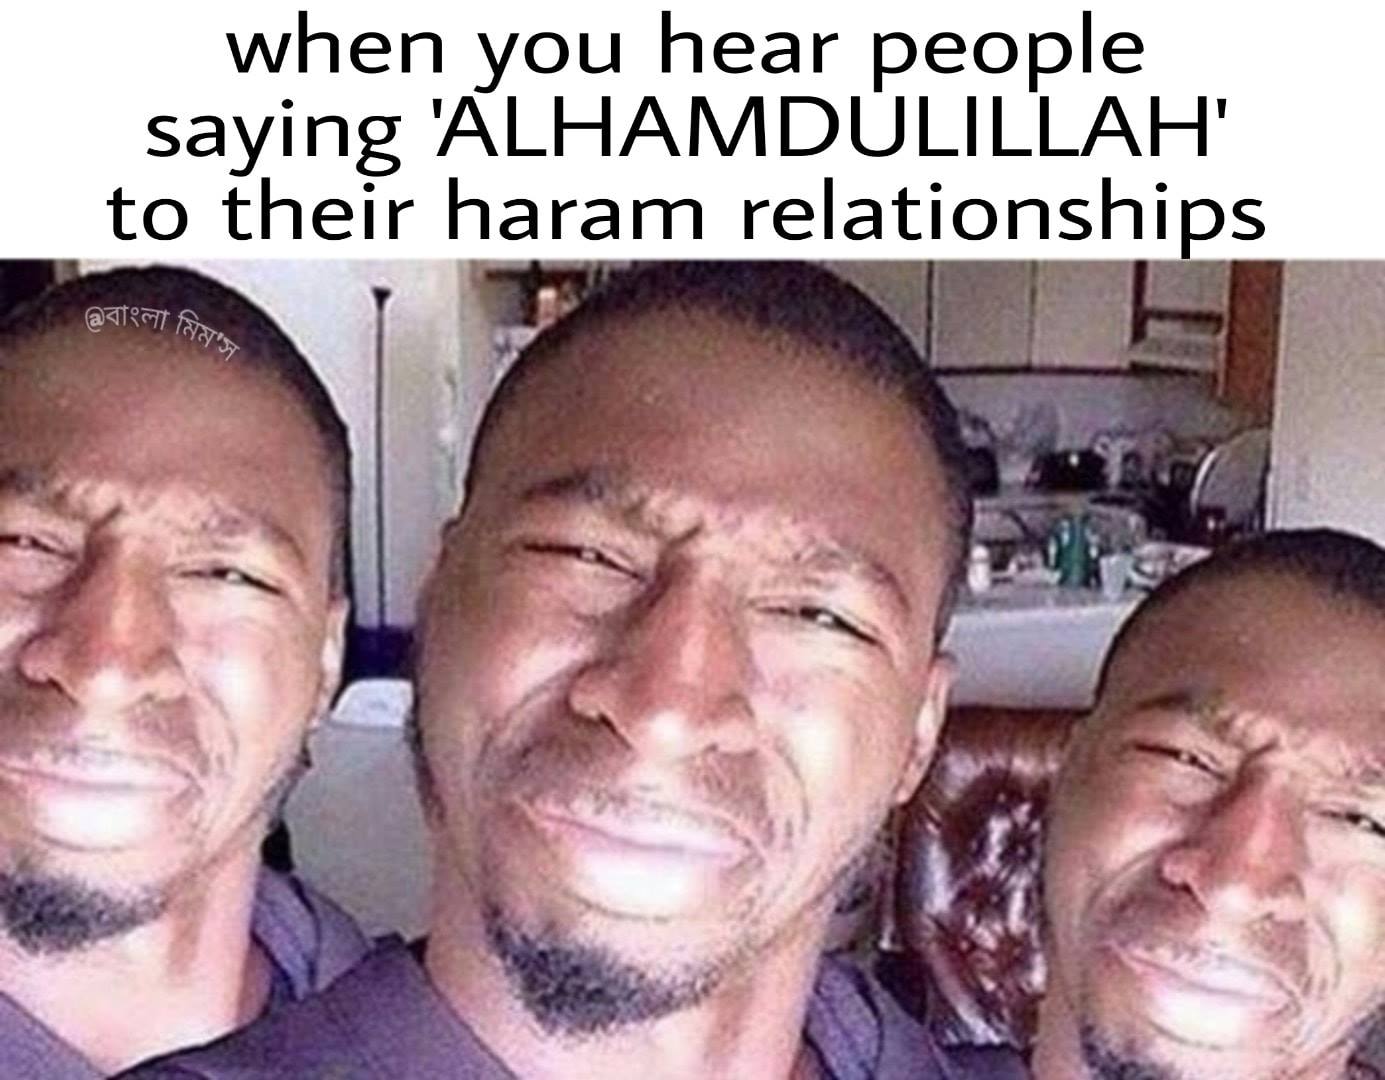 when you hear people
saying 'ALHAMDULILLAH'
to their haram relationships
@বাংলা মিম'স